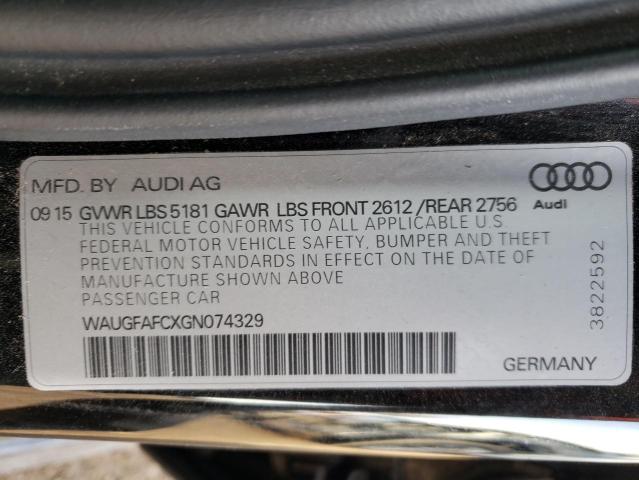 MFD. BY AUDI AG
09 15 GVWR LBS 5181 GAWR LBS FRONT 2612 /REAR 2756
Audi
THIS VEHICLE CONFORMS TO ALL APPLICABLE U.S.
FEDERAL MOTOR VEHICLE SAFETY, BUMPER AND THEFT
PREVENTION STANDARDS IN EFFECT ON THE DATE OF
MANUFACTURE SHOWN ABOVE
PASSENGER CAR
WAUGFAFCXGN074329
GERMANY
3822592